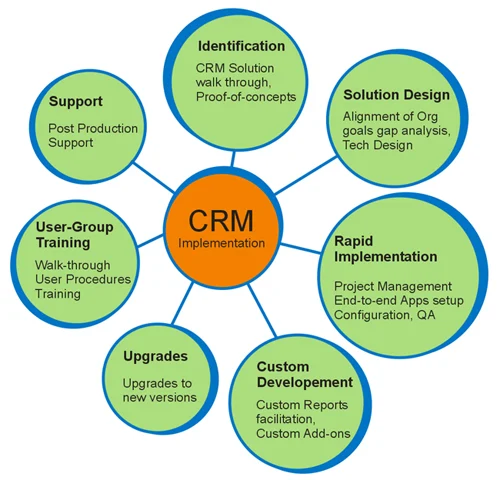 Identification
CRM Solution
walk through,
Proof-of-concepts
Solution Design
Alignment of Org
goals gap analysis,
Tech Design
Rapid
Implementation
Project Management
End-to-end Apps setup
Configuration, QA
Custom
Developement
Custom Reports
facilitation,
Custom Add-ons
Upgrades
Upgrades to
new versions
User-Group
Training
Walk-through
User Procedures
Training
Support
Post Production
Support
CRM
Implementation